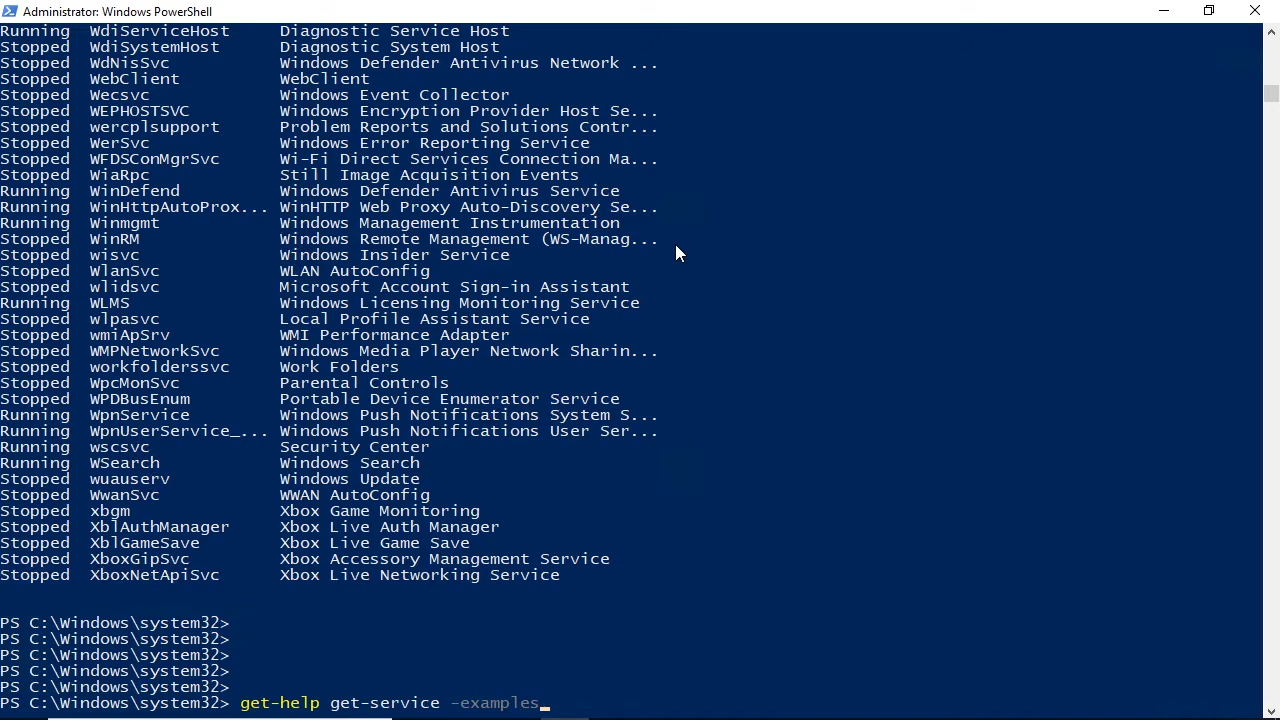 Administrator: Windows PowerShell
Running WdiServiceHost Diagnostic Service Host
Stopped WdiSystemHost Diagnostic System Host
Stopped WdNisSvc Windows Defender Antivirus Network ...
Stopped WebClient WebClient
Stopped Wecsvc Windows Event Collector
Stopped WEPHOSTSVC Windows Encryption Provider Host Se...
Stopped wercplsupport Problem Reports and Solutions Contr...
Stopped WerSvc Windows Error Reporting Service
Stopped WFDSConMgrSvc Wi-Fi Direct Services Connection Ma...
Stopped WiaRpc Still Image Acquisition Events
Running WinDefend Windows Defender Antivirus Service
Running WinHttpAutoProx... WinHTTP Web Proxy Auto-Discovery Se...
Running Winmgmt Windows Management Instrumentation
Stopped WinRM Windows Remote Management (WS-Manag...
Stopped wisvc Windows Insider Service
Stopped WlanSvc WLAN AutoConfig
Stopped wlidsvc Microsoft Account Sign-in Assistant
Running WLMS Windows Licensing Monitoring Service
Stopped wlpasvc Local Profile Assistant Service
Stopped wmiApSrv WMI Performance Adapter
Stopped WMPNetworkSvc Windows Media Player Network Sharin...
Stopped workfolderssvc Work Folders
Stopped WpcMonSvc Parental Controls
Stopped WPDBusEnum Portable Device Enumerator Service
Running WpnService Windows Push Notifications System S...
Running WpnUserService_... Windows Push Notifications User Ser...
Running wscsvc Security Center
Running WSearch Windows Search
Stopped wuauserv Windows Update
Stopped WwanSvc WWAN AutoConfig
Stopped xbgm Xbox Game Monitoring
Stopped XblAuthManager Xbox Live Auth Manager
Stopped XblGameSave Xbox Live Game Save
Stopped XboxGipSvc Xbox Accessory Management Service
Stopped XboxNetApiSvc Xbox Live Networking Service
PS C:\Windows\system32>
PS C:\Windows\system32>
PS C:\Windows\system32>
PS C:\Windows\system32>
PS C:\Windows\system32>
PS C:\Windows\system32> get-help get-service -examples